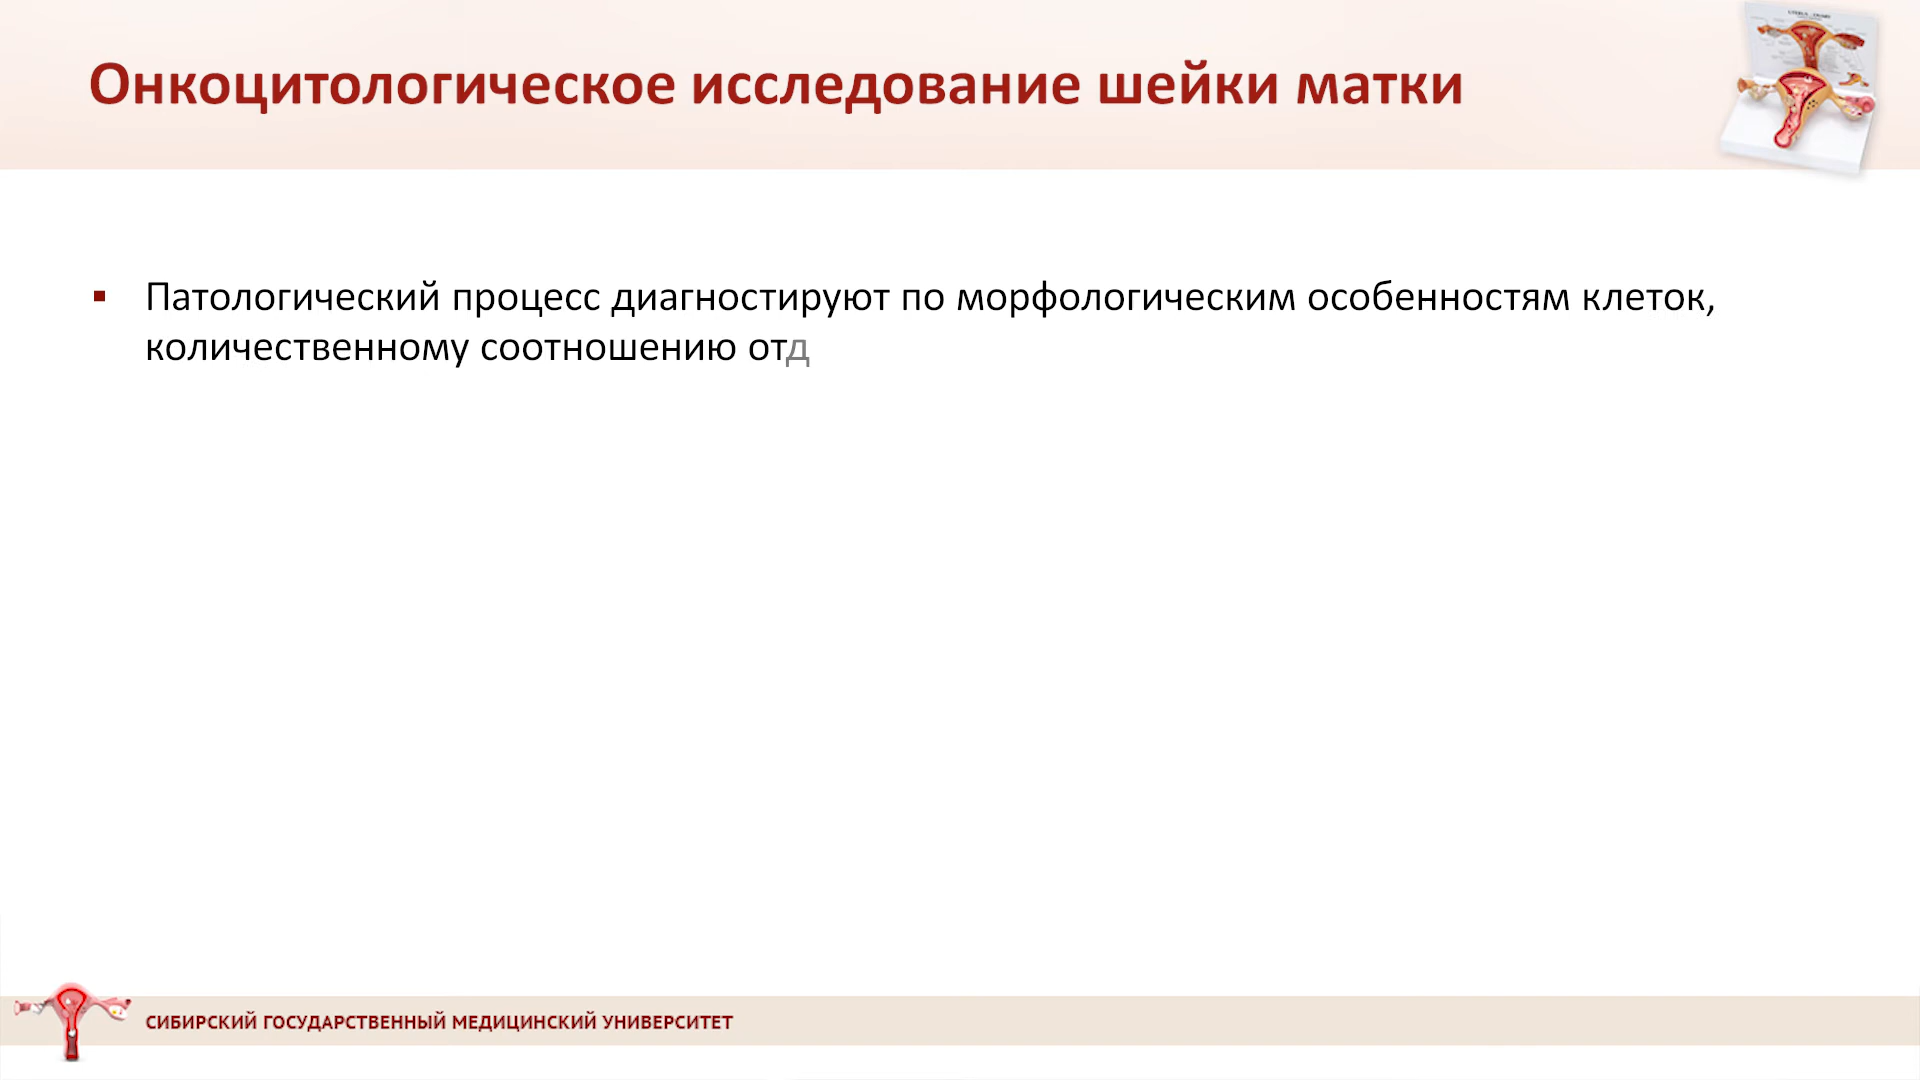 Онкоцитологическое исследование шейки матки
▪ Патологический процесс диагностируют по морфологическим особенностям клеток,
количественному соотношению отд
СИБИРСКИЙ ГОСУДАРСТВЕННЫЙ МЕДИЦИНСКИЙ УНИВЕРСИТЕТ